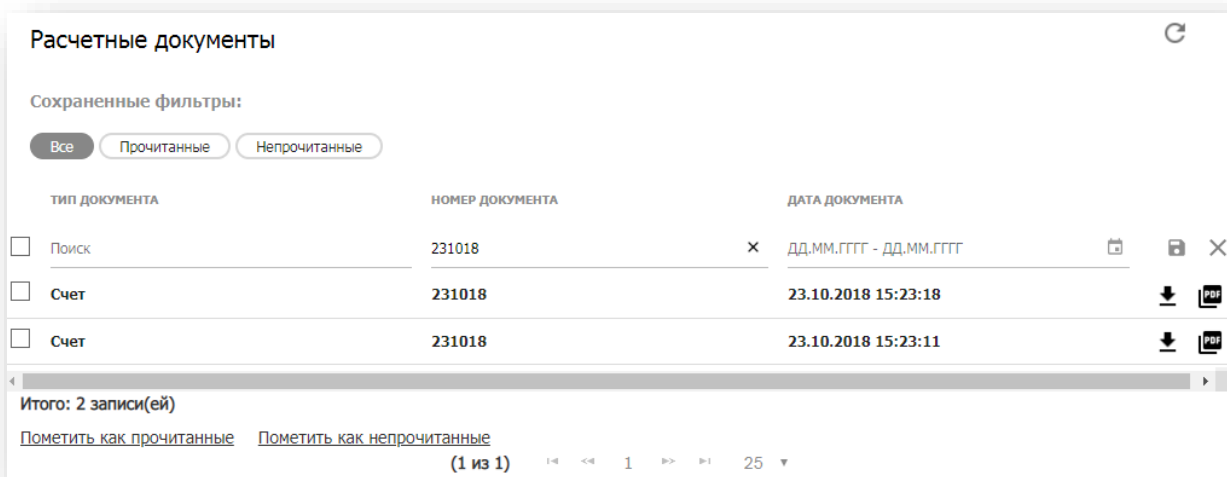 Расчетные документы
Сохраненные фильтры:
Все Прочитанные Непрочитанные
ТИП ДОКУМЕНТА НОМЕР ДОКУМЕНТА ДАТА ДОКУМЕНТА
Поиск 231018 ДД.ММ.ГГГГ - ДД.ММ.ГГГГ
Счет 231018 23.10.2018 15:23:18 PDF
Счет 231018 23.10.2018 15:23:11 PDF
Итого: 2 записи(ей)
Пометить как прочитанные Пометить как непрочитанные
(1 из 1) 1 25